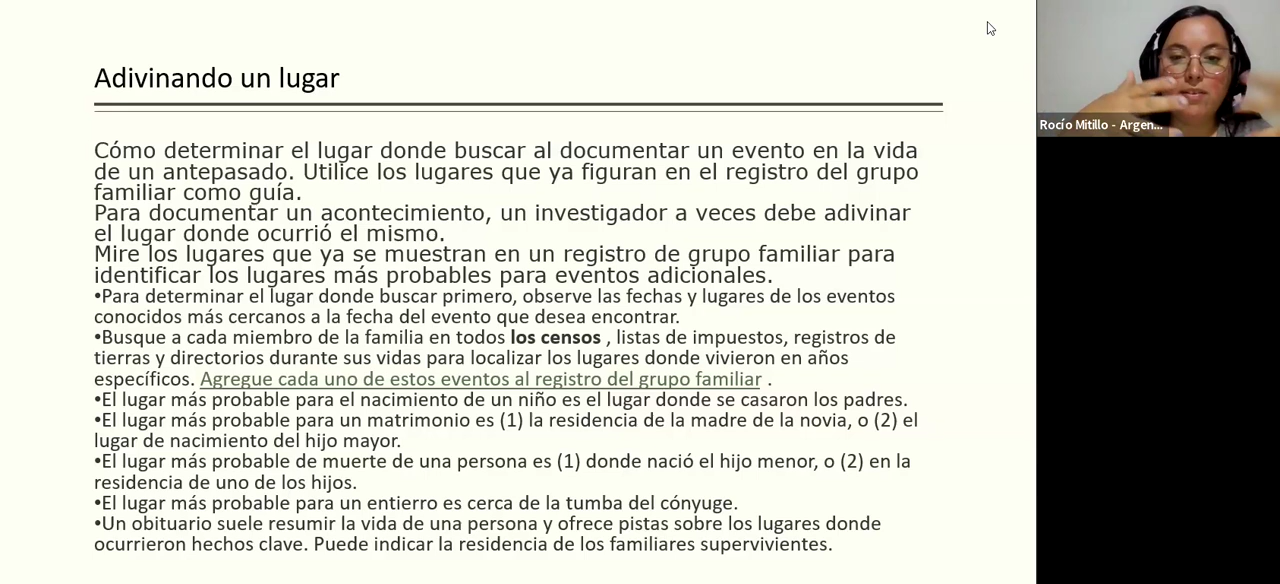 Adivinando un lugar
Cómo determinar el lugar donde buscar al documentar un evento en la vida
de un antepasado. Utilice los lugares que ya figuran en el registro del grupo
familiar como guía.
Para documentar un acontecimiento, un investigador a veces debe adivinar
el lugar donde ocurrió el mismo.
Mire los lugares que ya se muestran en un registro de grupo familiar para
identificar los lugares más probables para eventos adicionales.
•Para determinar el lugar donde buscar primero, observe las fechas y lugares de los eventos
conocidos más cercanos a la fecha del evento que desea encontrar.
•Busque a cada miembro de la familia en todos los censos , listas de impuestos, registros de
tierras y directorios durante sus vidas para localizar los lugares donde vivieron en años
específicos. Agregue cada uno de estos eventos al registro del grupo familiar .
•El lugar más probable para el nacimiento de un niño es el lugar donde se casaron los padres.
•El lugar más probable para un matrimonio es (1) la residencia de la madre de la novia, o (2) el
lugar de nacimiento del hijo mayor.
•El lugar más probable de muerte de una persona es (1) donde nació el hijo menor, o (2) en la
residencia de uno de los hijos.
•El lugar más probable para un entierro es cerca de la tumba del cónyuge.
•Un obituario suele resumir la vida de una persona y ofrece pistas sobre los lugares donde
ocurrieron hechos clave. Puede indicar la residencia de los familiares supervivientes.
Rocío Mitillo - Argen...